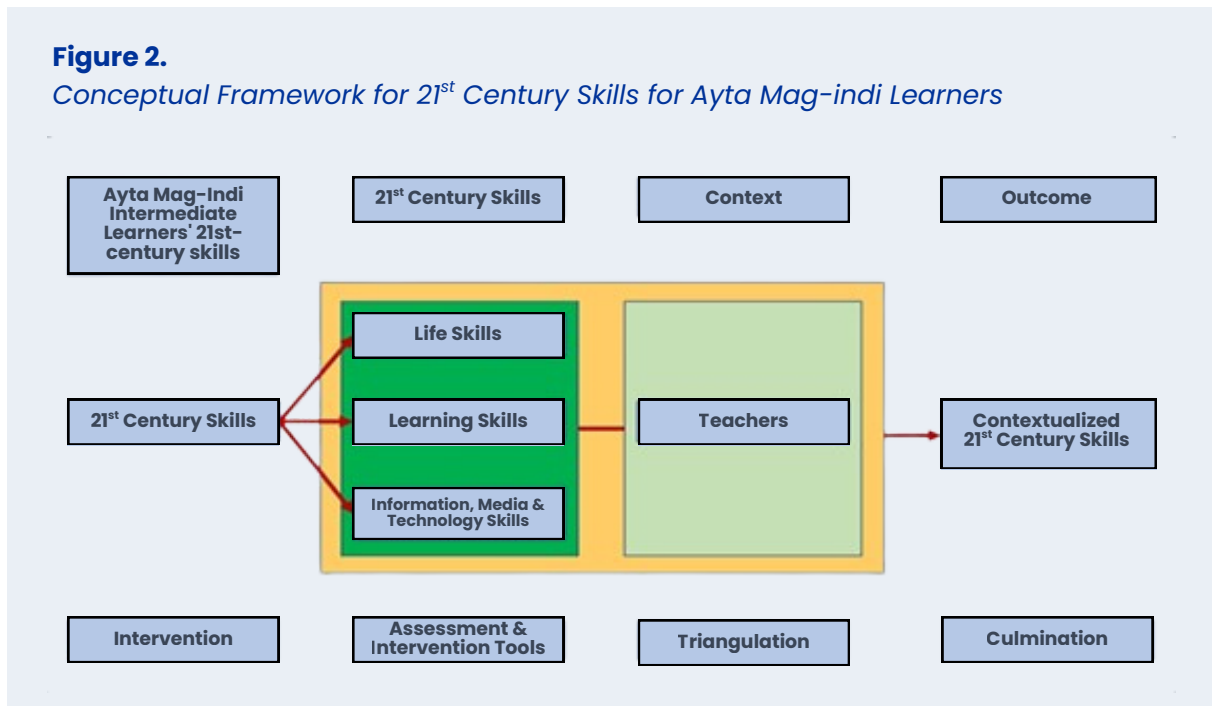 Figure 2.
Conceptual Framework for 21st Century Skills for Ayta Mag-indi Learners
Ayta Mag-Indi
Intermediate
Learners' 21st-
century skills
21st Century Skills
Context
Outcome
Life Skills
21st Century Skills
Learning Skills
Teachers
Contextualized
21st Century Skills
Information, Media &
Technology Skills
Intervention
Assessment &
Intervention Tools
Triangulation
Culmination